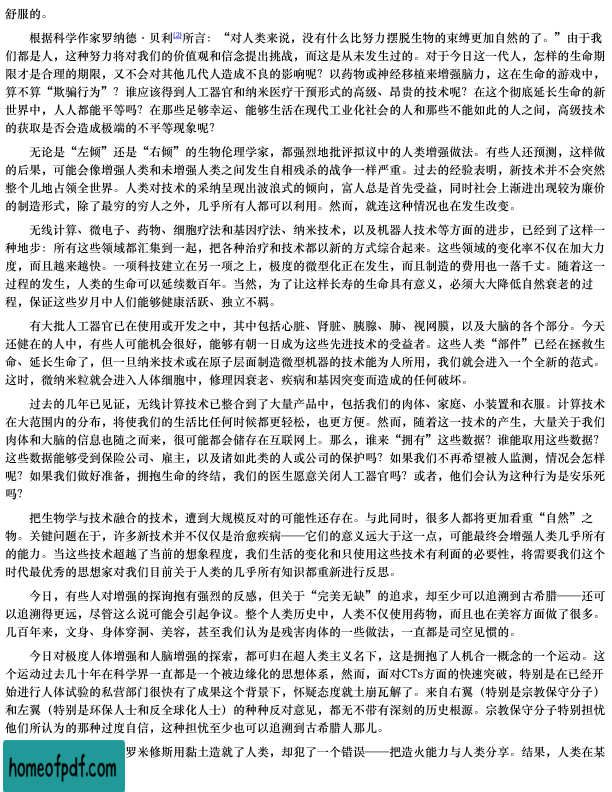 舒服的。
根据科学作家罗纳德·贝利[2]所言：“对人类来说，没有什么比努力摆脱生物的束缚更加自然的了。”由于我
们都是人，这种努力将对我们的价值观和信念提出挑战，而这是从未发生过的。对于今日这一代人，怎样的生命期
限才是合理的期限，又不会对其他几代人造成不良的影响呢？以药物或神经移植来增强脑力，这在生命的游戏中，
算不算“欺骗行为”？谁应该得到人工器官和纳米医疗干预形式的高级、昂贵的技术呢？在这个彻底延长生命的新
世界中，人人都能平等吗？在那些足够幸运、能够生活在现代工业化社会的人和那些不能如此的人之间，高级技术
的获取是否会造成极端的不平等现象呢？
无论是“左倾”还是“右倾”的生物伦理学家，都强烈地批评拟议中的人类增强做法。有些人还预测，这样做
的后果，可能会像增强人类和未增强人类之间发生自相残杀的战争一样严重。过去的经验表明，新技术并不会突然
整个儿地占领全世界。人类对技术的采纳呈现出波浪式的倾向，富人总是首先受益，同时社会上渐进出现较为廉价
的制造形式，除了最穷的穷人之外，几乎所有人都可以利用。然而，就连这种情况也在发生改变。
无线计算、微电子、药物、细胞疗法和基因疗法、纳米技术，以及机器人技术等方面的进步，已经到了这样一
种地步：所有这些领域都汇集到一起，把各种治疗和技术都以新的方式综合起来。这些领域的变化率不仅在加大力
度，而且越来越快。一项科技建立在另一项之上，极度的微型化正在发生，而且制造的费用也一落千丈。随着这一
过程的发生，人类的生命可以延续数百年。当然，为了让这样长寿的生命具有意义，必须大大降低自然衰老的过
程，保证这些岁月中人们能够健康活跃、独立不羁。
有大批人工器官已在使用或开发之中，其中包括心脏、肾脏、胰腺、肺、视网膜，以及大脑的各个部分。今天
还健在的人中，有些人可能机会很好，能够有朝一日成为这些先进技术的受益者。这些人类“部件”已经在拯救生
命、延长生命了，但一旦纳米技术或在原子层面制造微型机器的技术能为人所用，我们就会进入一个全新的范式。
这时，微纳米粒就会进入人体细胞中，修理因衰老、疾病和基因突变而造成的任何破坏。
过去的几年已见证，无线计算技术已整合到了大量产品中，包括我们的肉体、家庭、小装置和衣服。计算技术
在大范围内的分布，将使我们的生活比任何时候都更轻松，也更方便。然而，随着这一技术的产生，大量关于我们
肉体和大脑的信息也随之而来，很可能都会储存在互联网上。那么，谁来“拥有”这些数据？谁能取用这些数据？
这些数据能够受到保险公司、雇主，以及诸如此类的人或公司的保护吗？如果我们不再希望被人监测，情况会怎样
呢？如果我们做好准备，拥抱生命的终结，我们的医生愿意关闭人工器官吗？或者，他们会认为这种行为是安乐死
吗？
把生物学与技术融合的技术，遭到大规模反对的可能性还存在。与此同时，很多人都将更加看重“自然”之
物。关键问题在于，许多新技术并不仅仅是治愈疾病——它们的意义远大于这一点，可能最终会增强人类几乎所有
的能力。当这些技术超越了当前的想象程度，我们生活的变化和只使用这些技术有利面的必要性，将需要我们这个
时代最优秀的思想家对我们目前关于人类的几乎所有知识都重新进行反思。
今日，有些人对增强的探询抱有强烈的反感，但关于“完美无缺”的追求，却至少可以追溯到古希腊——还可
以追溯得更远，尽管这么说可能会引起争议。整个人类历史中，人类不仅使用药物，而且也在美容方面做了很多。
几百年来，文身、身体穿洞、美容，甚至我们认为是残害肉体的一些做法，一直都是司空见惯的。
今日对极度人体增强和人脑增强的探索，都可归在超人类主义名下，这是拥抱了人机合一概念的一个运动。这
个运动过去几十年在科学界一直都是一个被边缘化的思想体系，然而，面对CTs方面的快速突破，特别是在已经开
始进行人体试验的私营部门很快有了成果这个背景下，怀疑态度就土崩瓦解了。来自右翼（特别是宗教保守分子）
和左翼（特别是环保人士和反全球化人士）的种种反对意见，都无不带有深刻的历史根源。宗教保守分子特别担忧
他们所认为的那种过度自信，这种担忧至少也可以追溯到古希腊人那儿。
罗米修斯用黏土造就了人类，却犯了一个错误——把造火能力与人类分享。结果，人类在某
homeofpdf.com